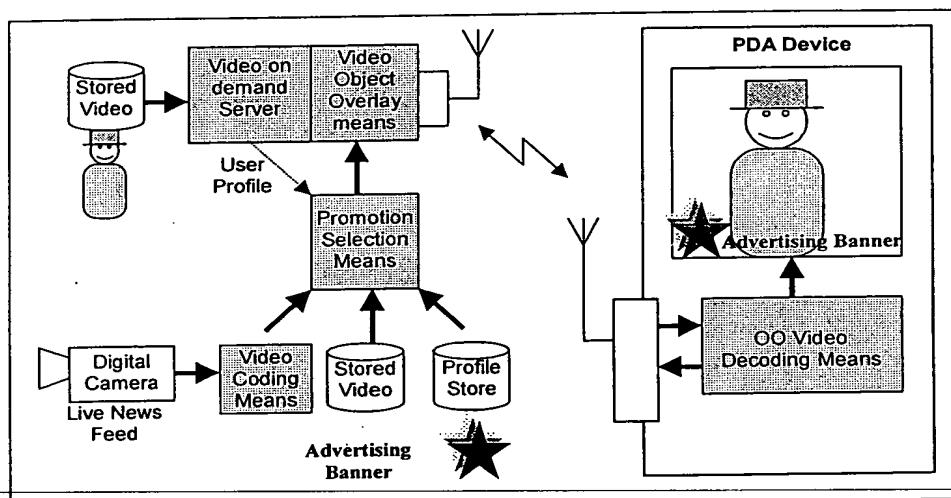 PDA Device
Stored
Video
Video on
demand
Server
Video
Object
Overlay
means
User
Profile
Promotion
Selection
Means
Advertising Banner
OO Video
Decoding Means
Digital
Camera
Live News
Feed
Video
Coding
Means
Stored
Video
Profile
Store
Advertising
Banner